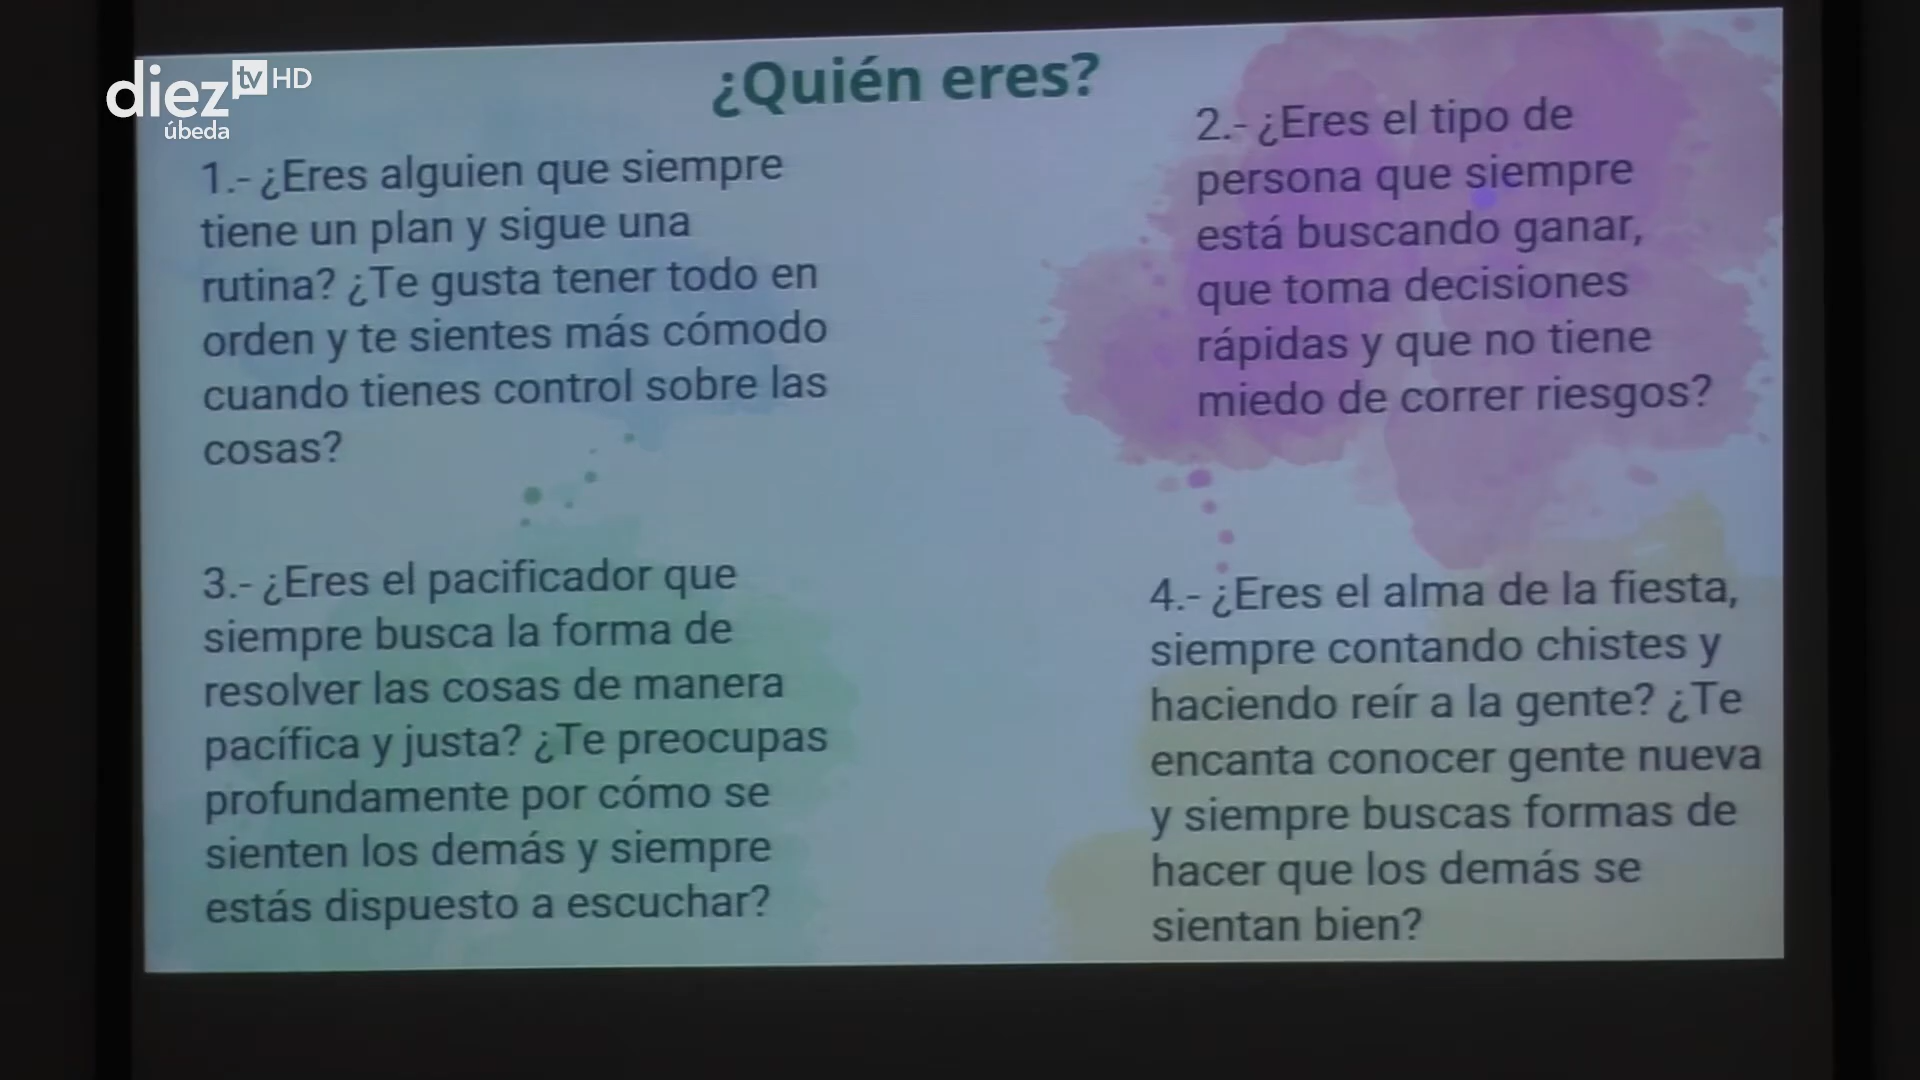 diez tv HD
úbeda
¿Quién eres?
1.- ¿Eres alguien que siempre
tiene un plan y sigue una
rutina? ¿Te gusta tener todo en
orden y te sientes más cómodo
cuando tienes control sobre las
cosas?
2.- ¿Eres el tipo de
persona que siempre
está buscando ganar,
que toma decisiones
rápidas y que no tiene
miedo de correr riesgos?
3.- ¿Eres el pacificador que
siempre busca la forma de
resolver las cosas de manera
pacífica y justa? ¿Te preocupas
profundamente por cómo se
sienten los demás y siempre
estás dispuesto a escuchar?
4.- ¿Eres el alma de la fiesta,
siempre contando chistes y
haciendo reír a la gente? ¿Te
encanta conocer gente nueva
y siempre buscas formas de
hacer que los demás se
sientan bien?